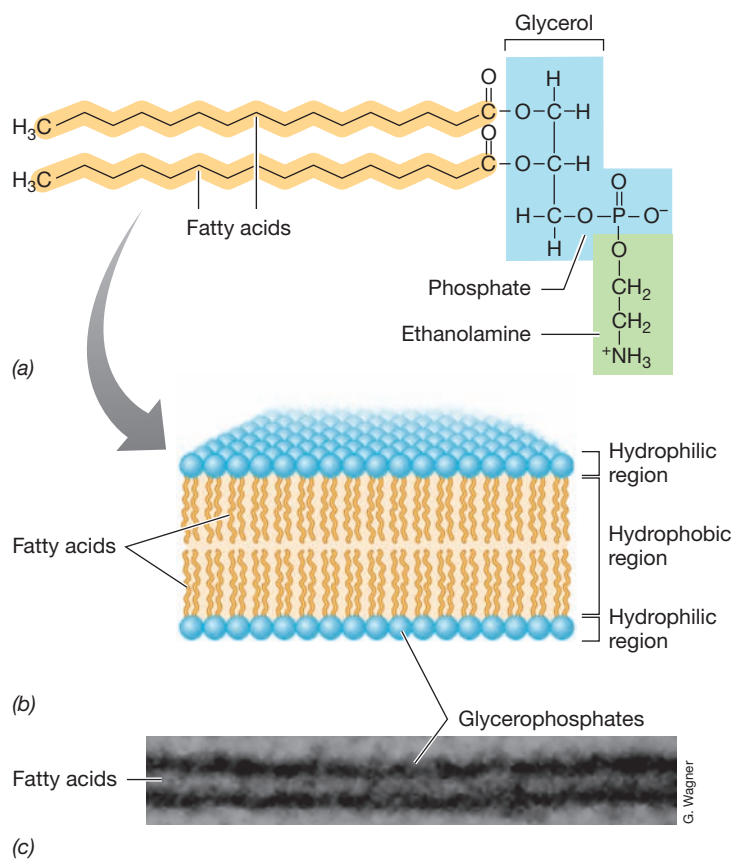 Glycerol
O H
H₃C C–O–C–H
O
H₃C C–O–C–H
O
Fatty acids
H–C–O–P–O⁻
H O
Phosphate
CH₂
Ethanolamine
CH₂
⁺NH₃
(a)
Hydrophilic
region
Fatty acids
Hydrophobic
region
Hydrophilic
region
(b)
Glycerophosphates
Fatty acids
G. Wagner
(c)